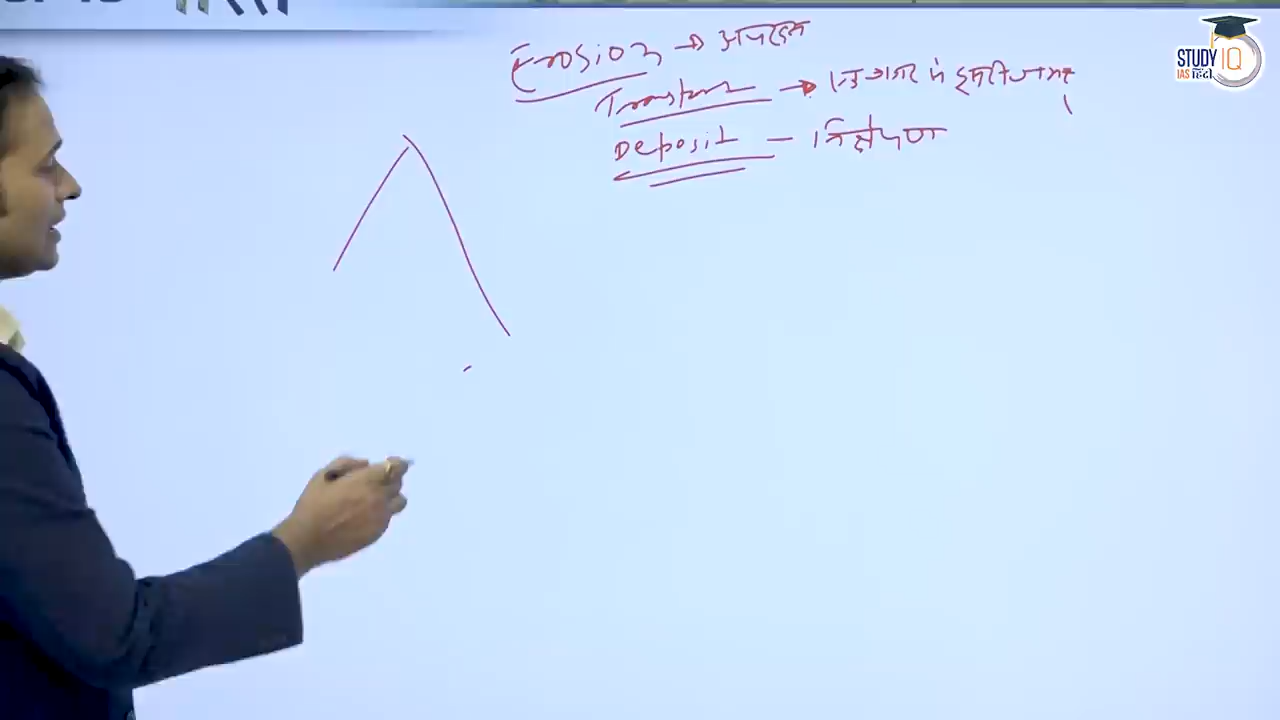 STUDY IQ
IAS हिंदी
Erosion → अपरदन
Transport →
Deposit – निक्षेपण